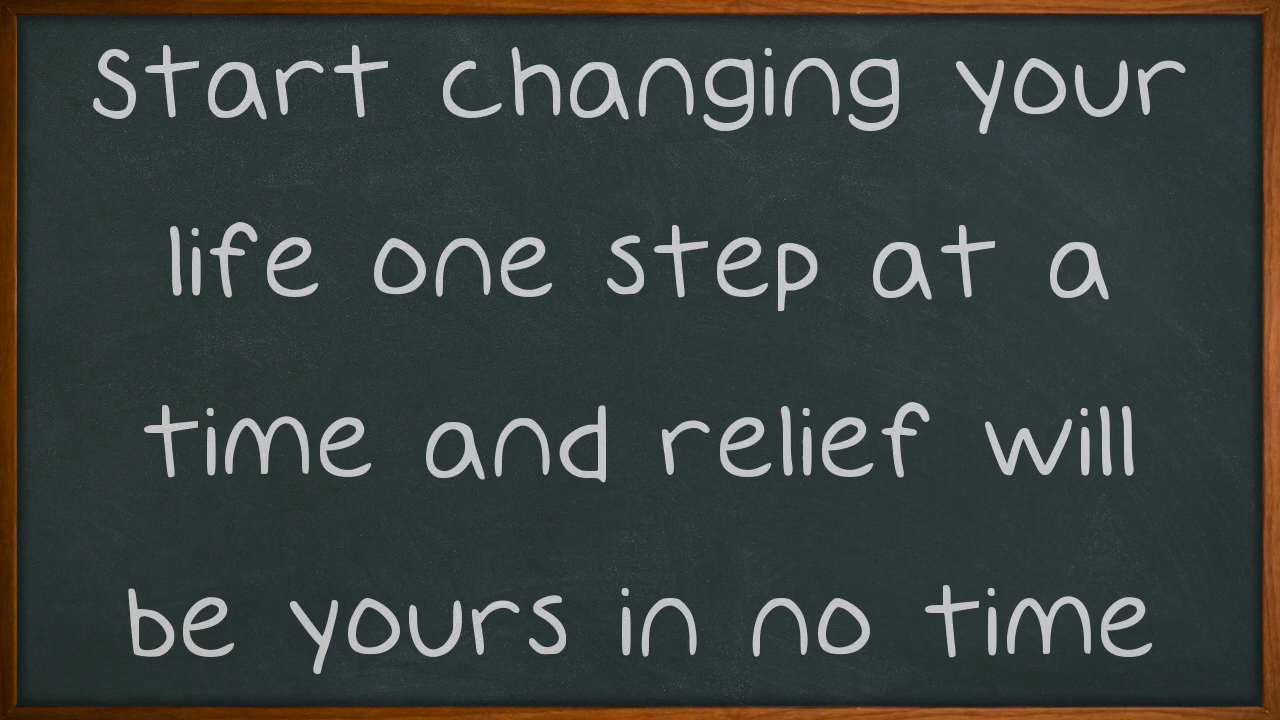 Start changing your
life one step at a
time and relief will
be yours in no time